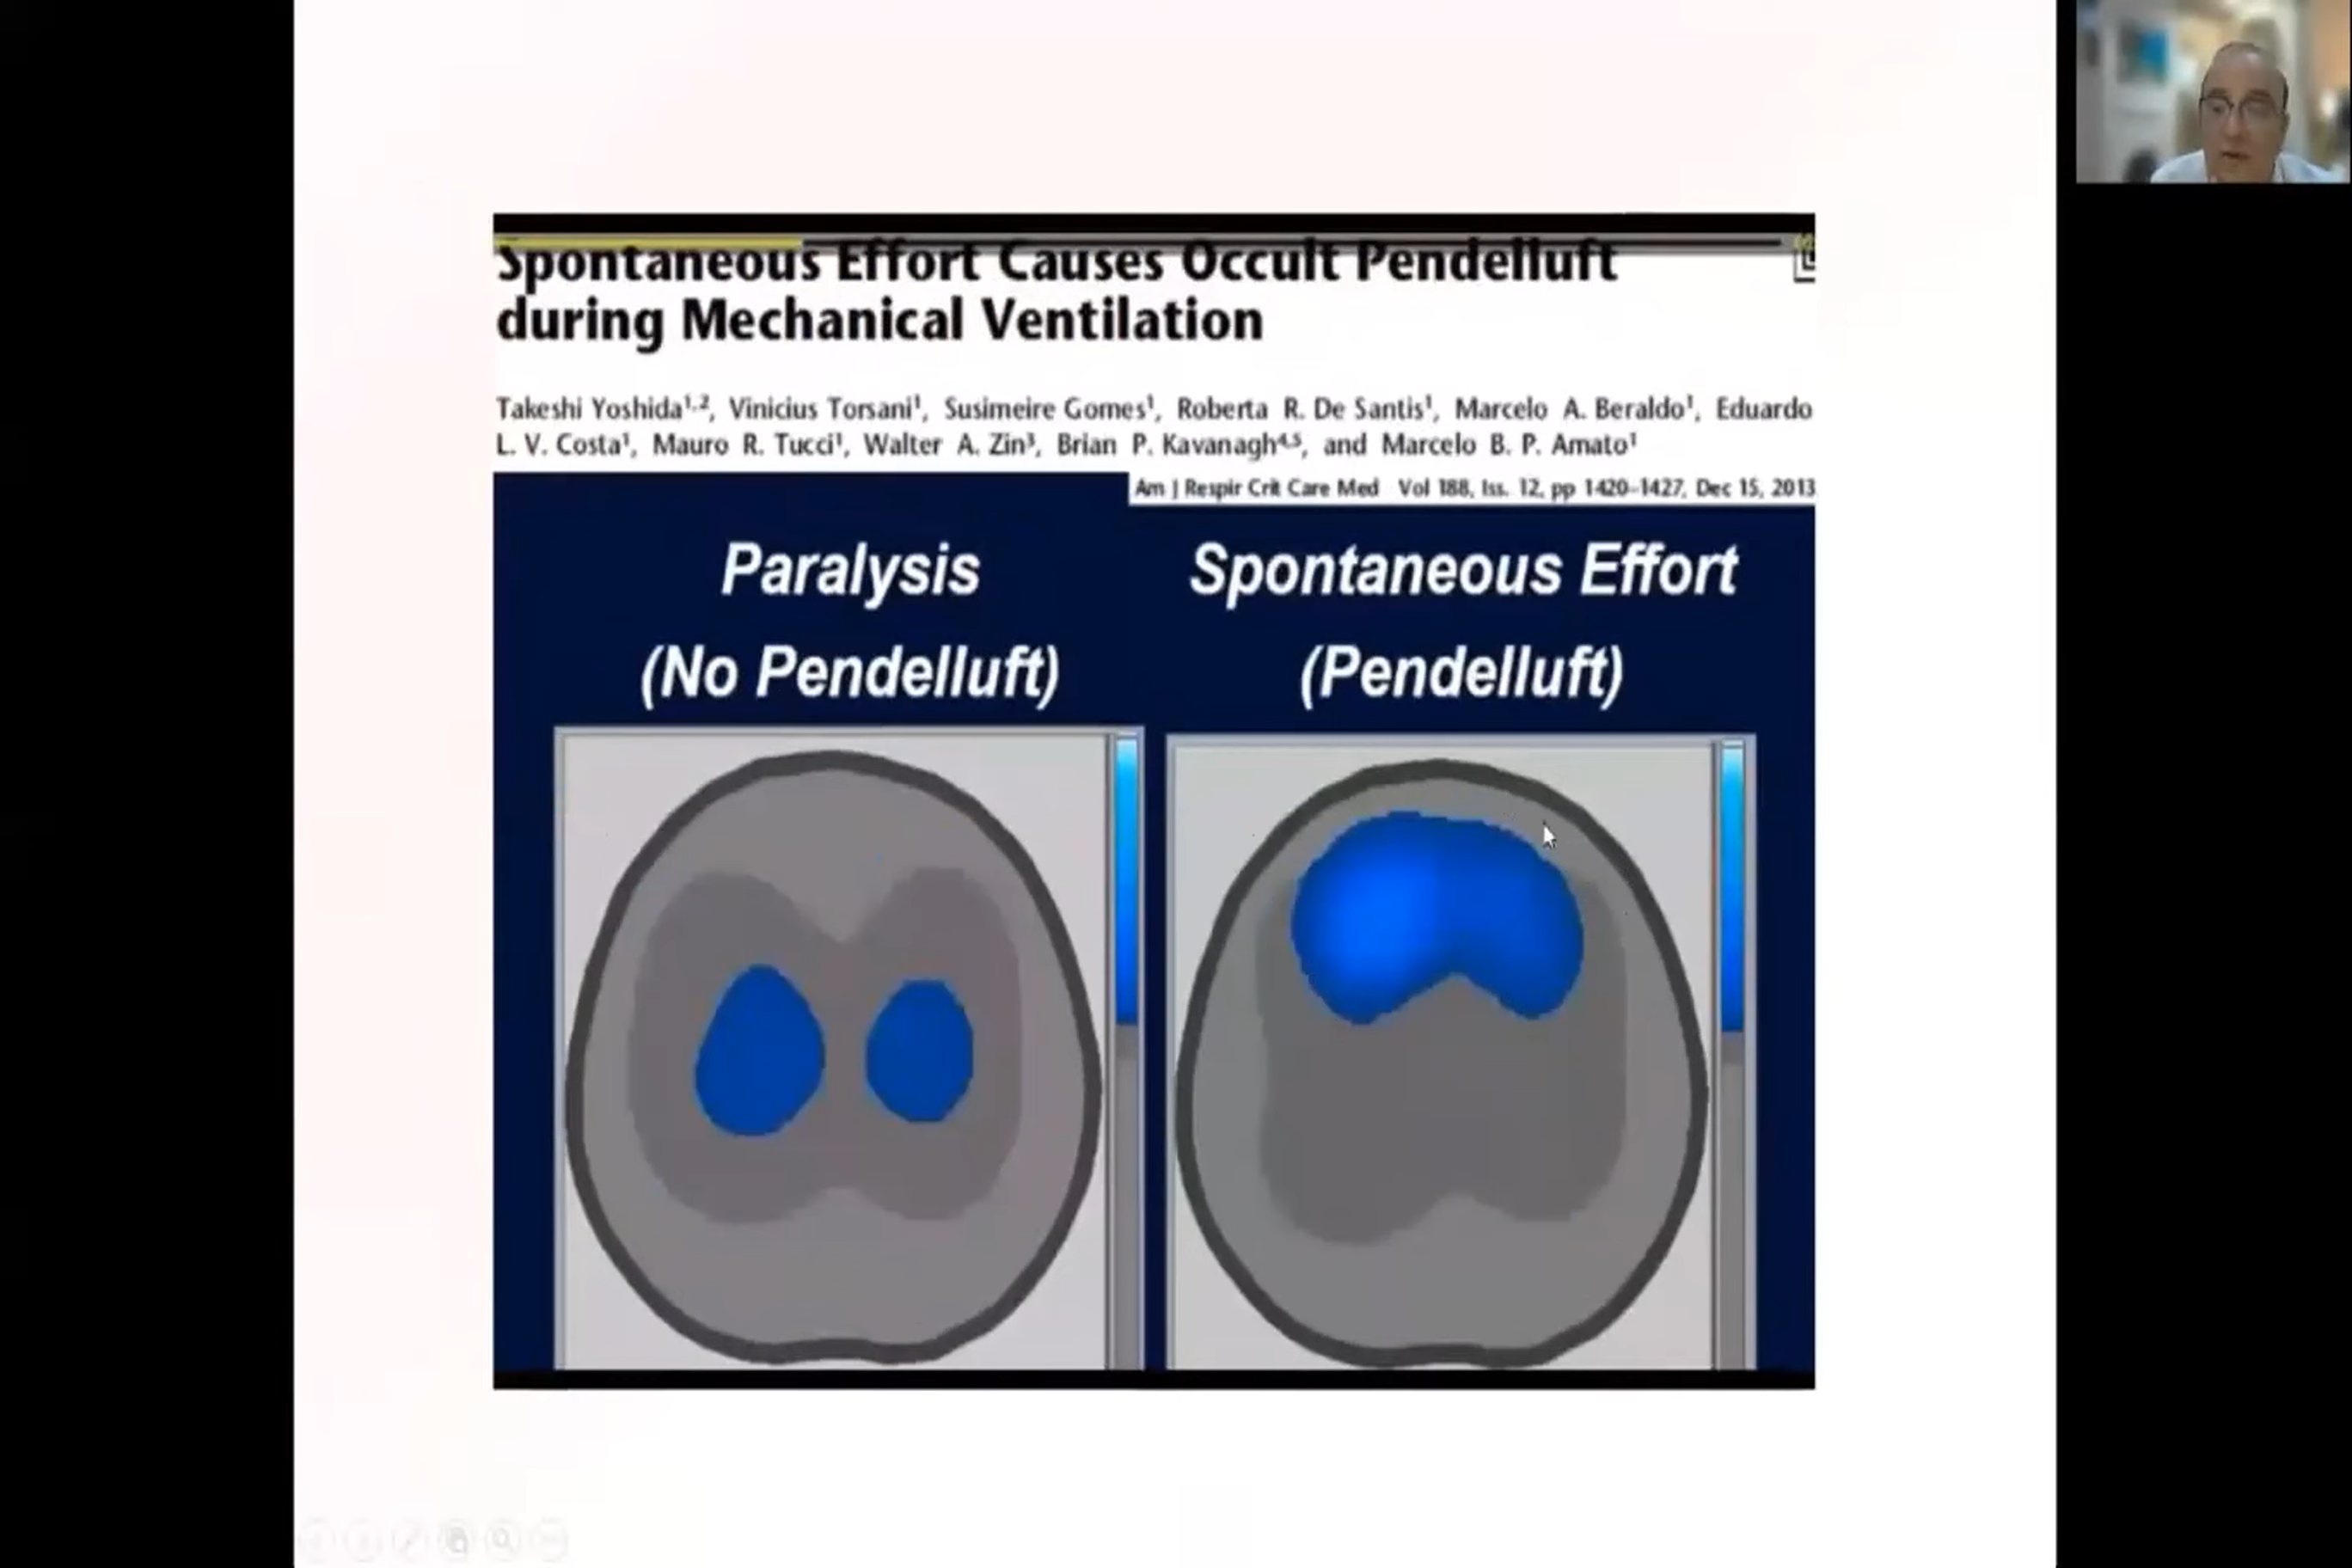 Spontaneous Effort Causes Occult Pendelluft
during Mechanical Ventilation
Takeshi Yoshida¹,², Vinicius Torsani¹, Susimeire Gomes¹, Roberta R. De Santis¹, Marcelo A. Beraldo¹, Eduardo
L. V. Costa¹, Mauro R. Tucci¹, Walter A. Zin³, Brian P. Kavanagh⁴,⁵, and Marcelo B. P. Amato¹
Am J Respir Crit Care Med Vol 188, Iss. 12, pp 1420–1427, Dec 15, 2013
Paralysis
(No Pendelluft)
Spontaneous Effort
(Pendelluft)